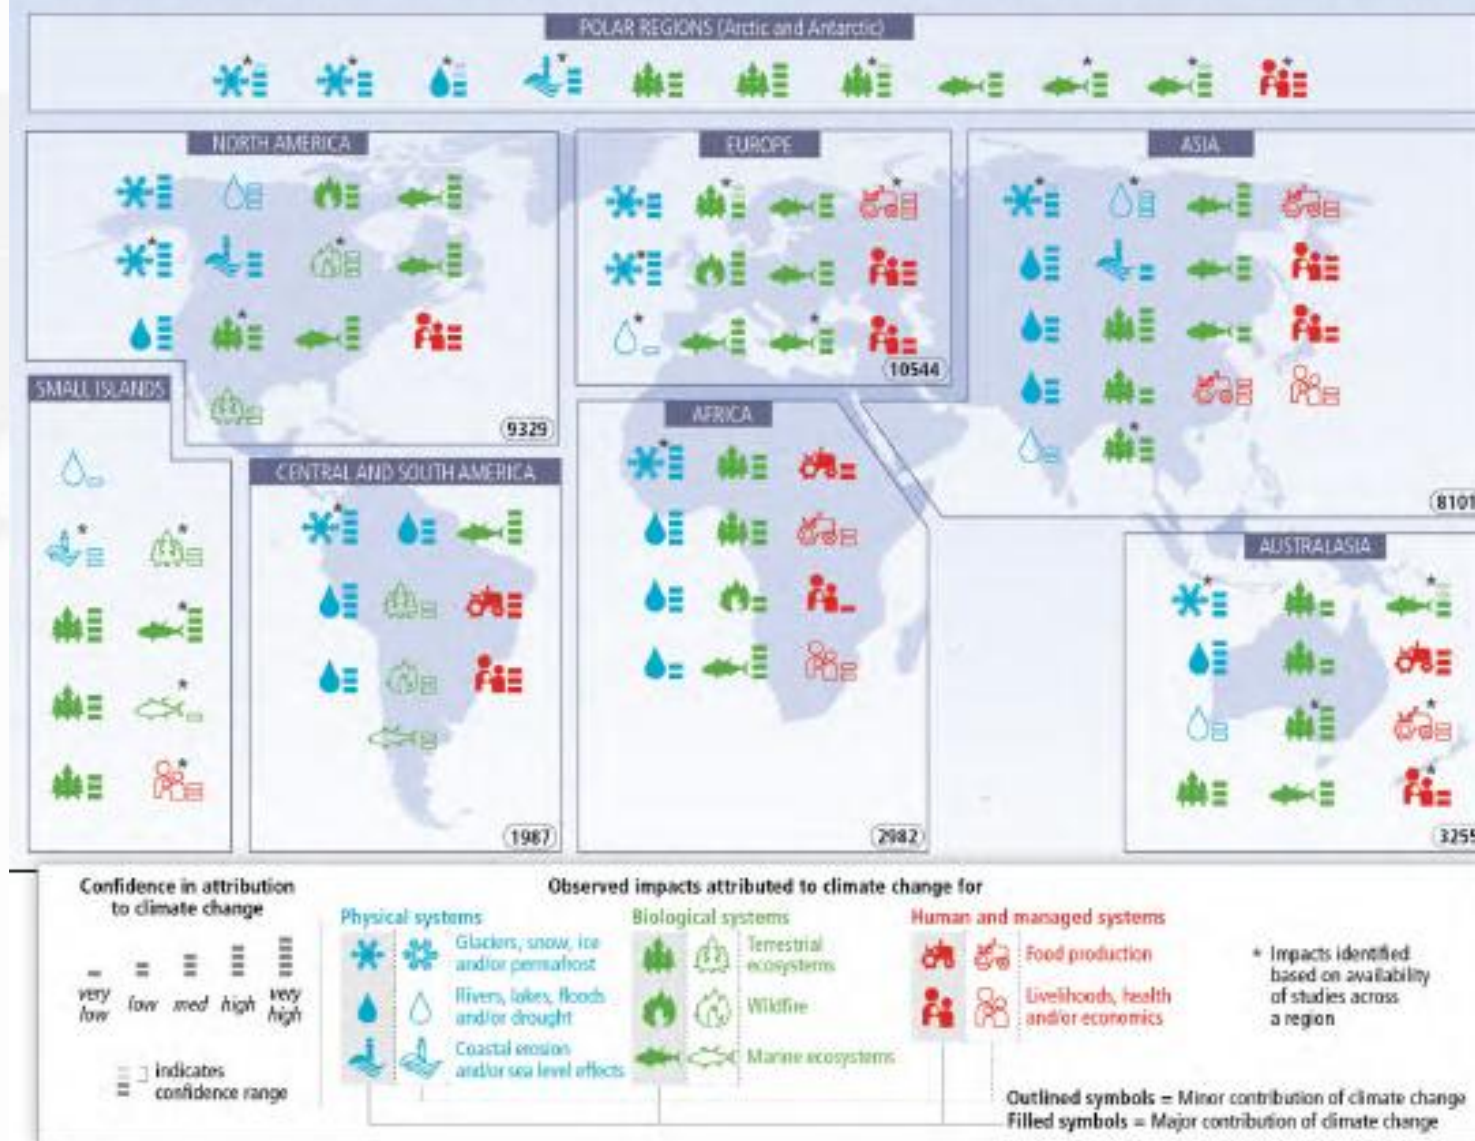 POLAR REGIONS (Arctic and Antarctic)
NORTH AMERICA
EUROPE
ASIA
10544
SMALL ISLANDS
AFRICA
9329
CENTRAL AND SOUTH AMERICA
8101
AUSTRALASIA
1987
2982
3255
Confidence in attribution
to climate change
very
low
low
med
high
very
high
indicates
confidence range
Observed impacts attributed to climate change for
Physical systems
Glaciers, snow, ice
and/or permafrost
Rivers, lakes, floods
and/or drought
Coastal erosion
and/or sea level effects
Biological systems
Terrestrial
ecosystems
Wildfire
Marine ecosystems
Human and managed systems
Food production
Livelihoods, health
and/or economics
* Impacts identified
based on availability
of studies across
a region
Outlined symbols = Minor contribution of climate change
Filled symbols = Major contribution of climate change